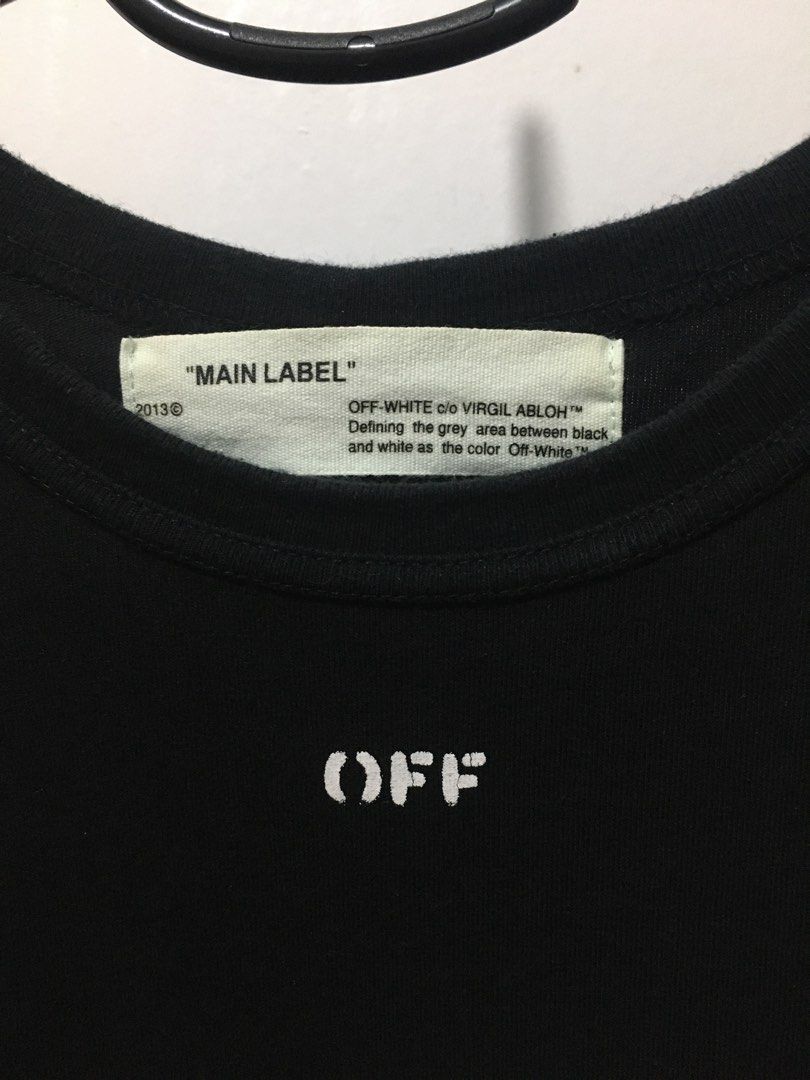 "MAIN LABEL"
2013©
OFF-WHITE c/o VIRGIL ABLOH™
Defining the grey area between black
and white as the color Off-White™
OFF